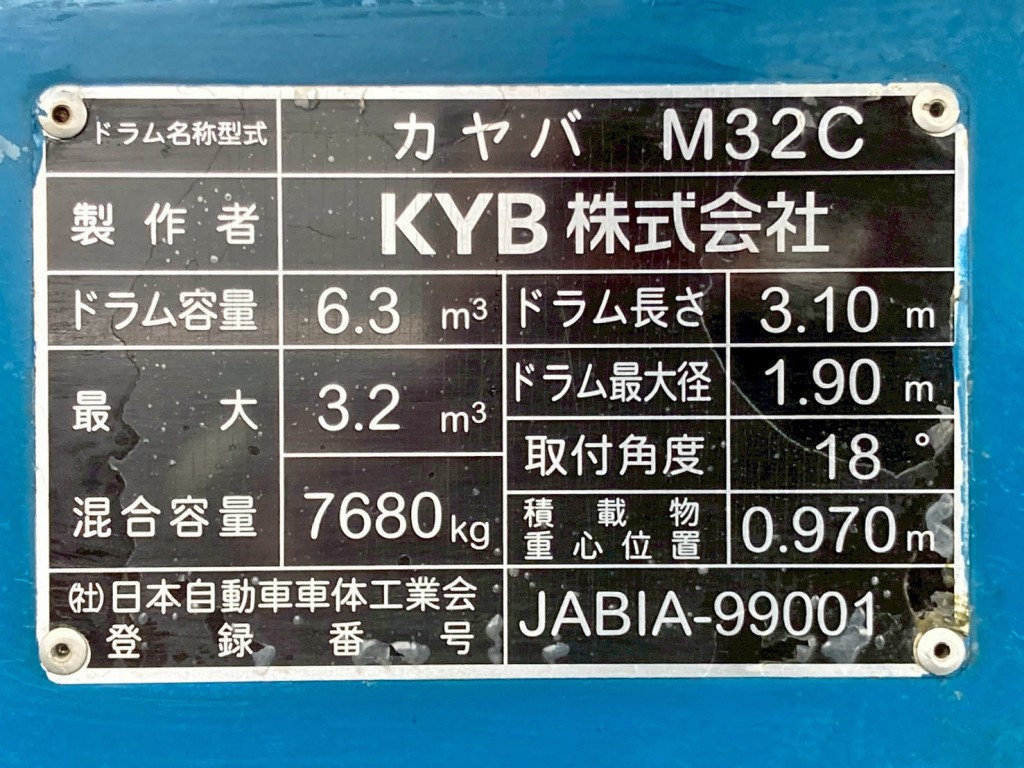 ドラム名称型式 カヤバ M32C
製作者 KYB株式会社
ドラム容量 6.3 m³ ドラム長さ 3.10 m
最大 3.2 m³ ドラム最大径 1.90 m
取付角度 18°
混合容量 7680kg 積載物重心位置 0.970m
㈳日本自動車車体工業会
登録番号 JABIA-99001